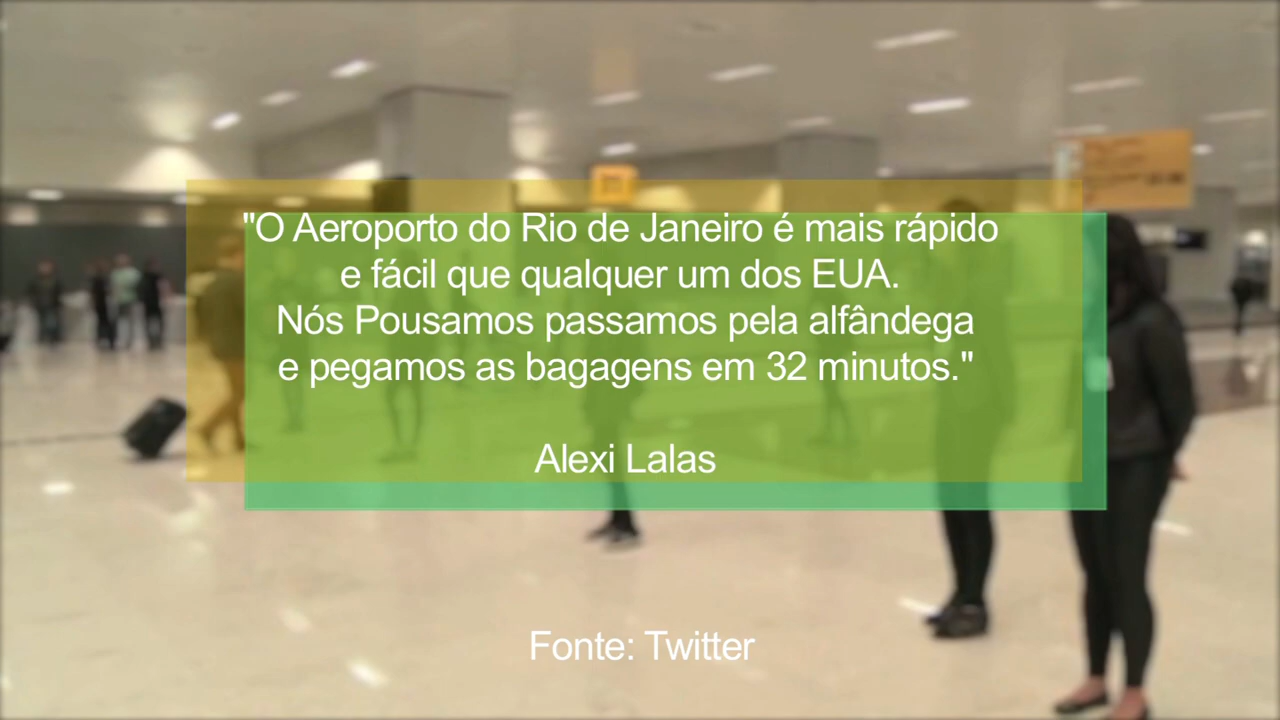 "O Aeroporto do Rio de Janeiro é mais rápido
e fácil que qualquer um dos EUA.
Nós Pousamos passamos pela alfândega
e pegamos as bagagens em 32 minutos."
Alexi Lalas
Fonte: Twitter